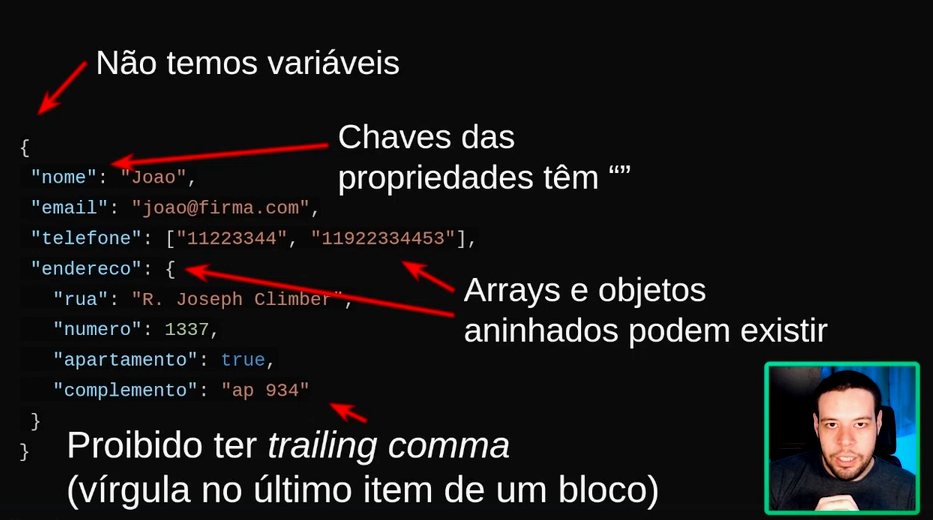 Não temos variáveis
{
"nome": "Joao",
"email": "joao@firma.com",
"telefone": ["11223344", "11922334453"],
"endereco": {
"rua": "R. Joseph Climber",
"numero": 1337,
"apartamento": true,
"complemento": "ap 934"
}
}
Chaves das
propriedades têm “”
Arrays e objetos
aninhados podem existir
Proibido ter trailing comma
(vírgula no último item de um bloco)